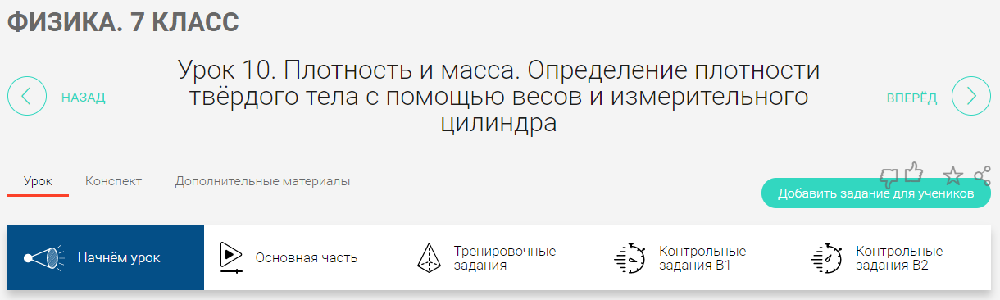 ФИЗИКА. 7 КЛАСС
Урок 10. Плотность и масса. Определение плотности
твёрдого тела с помощью весов и измерительного
цилиндра
НАЗАД
ВПЕРЁД
Урок
Конспект
Дополнительные материалы
Добавить задание для учеников
Начнём урок
Основная часть
Тренировочные
задания
Контрольные
задания В1
Контрольные
задания В2